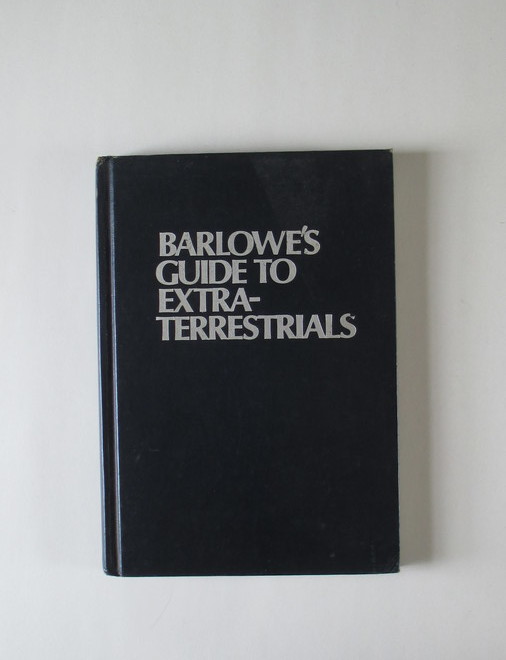 BARLOWE'S
GUIDE TO
EXTRA-
TERRESTRIALS